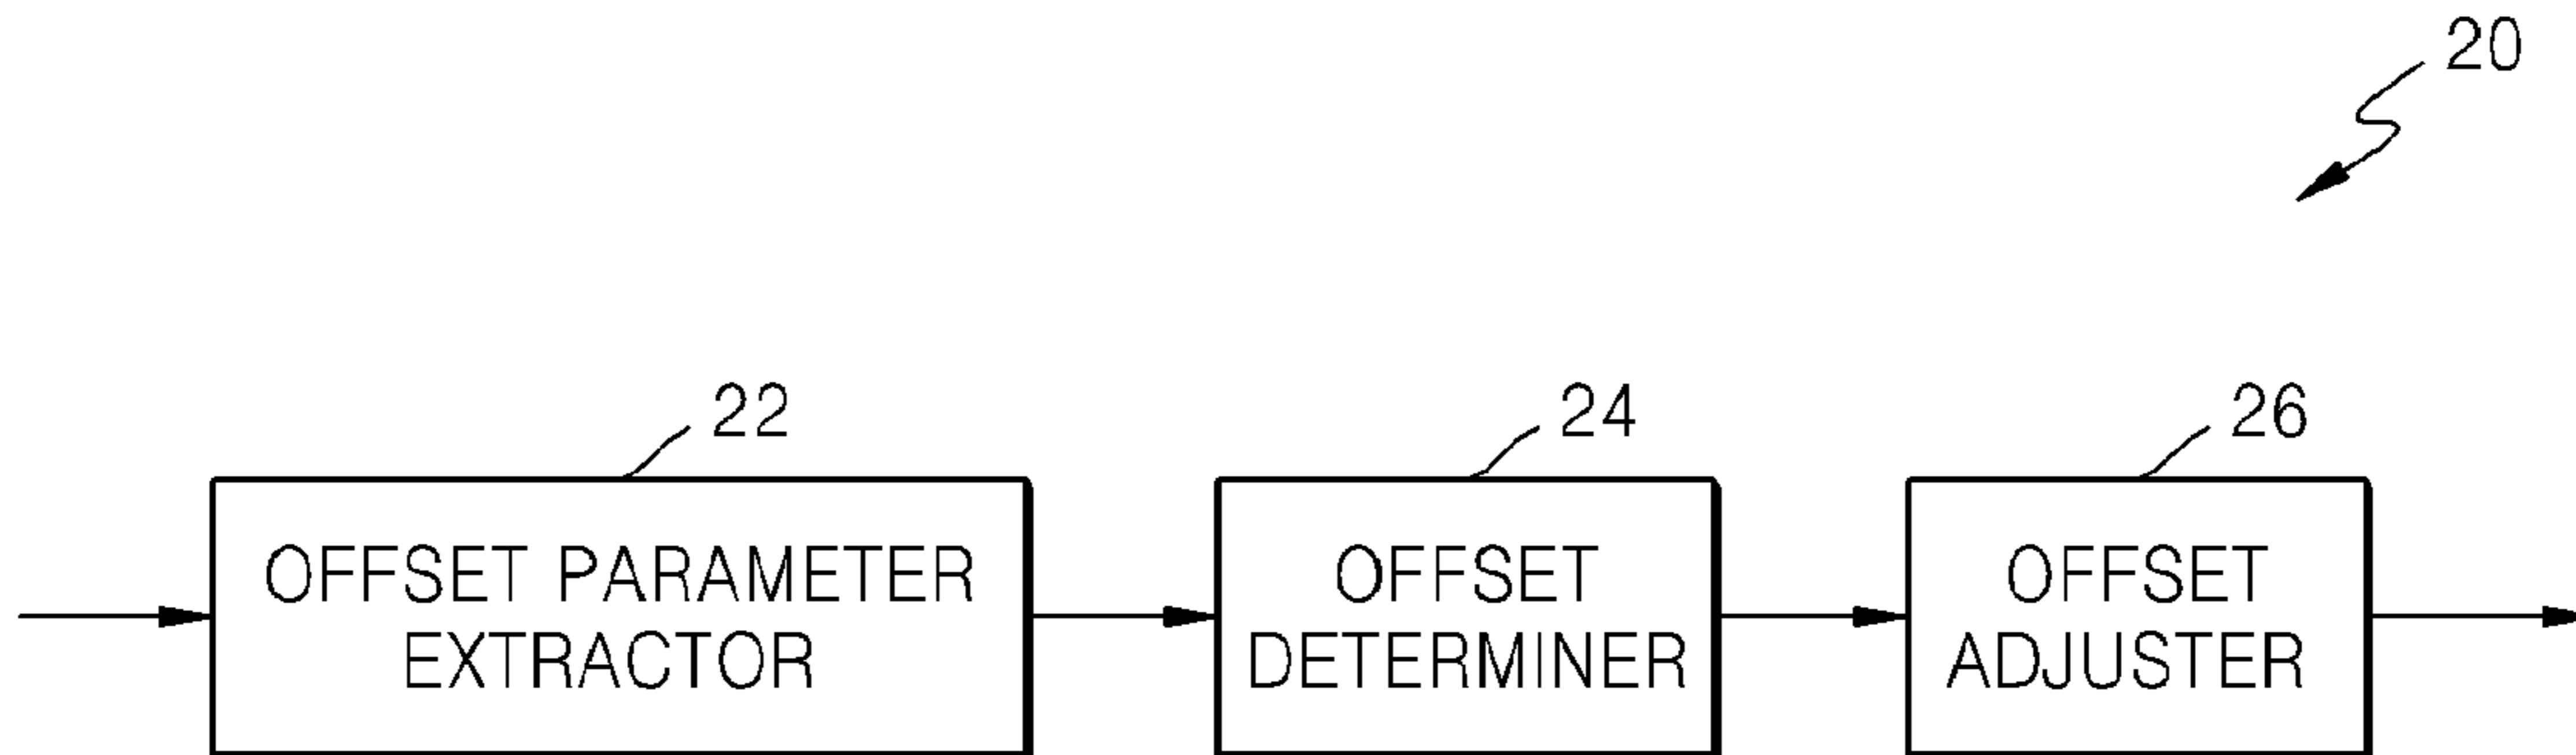 20
22
24
26
OFFSET PARAMETER
EXTRACTOR
OFFSET
DETERMINER
OFFSET
ADJUSTER